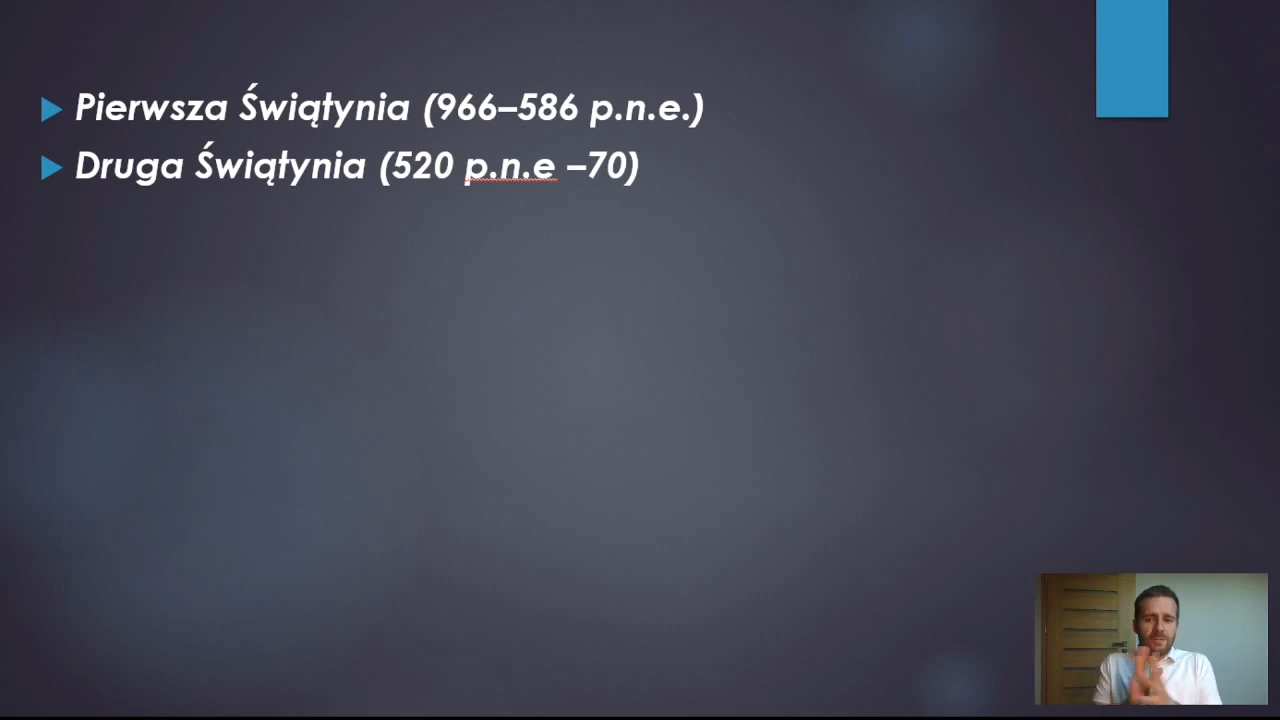 Pierwsza Świątynia (966–586 p.n.e.)
Druga Świątynia (520 p.n.e –70)